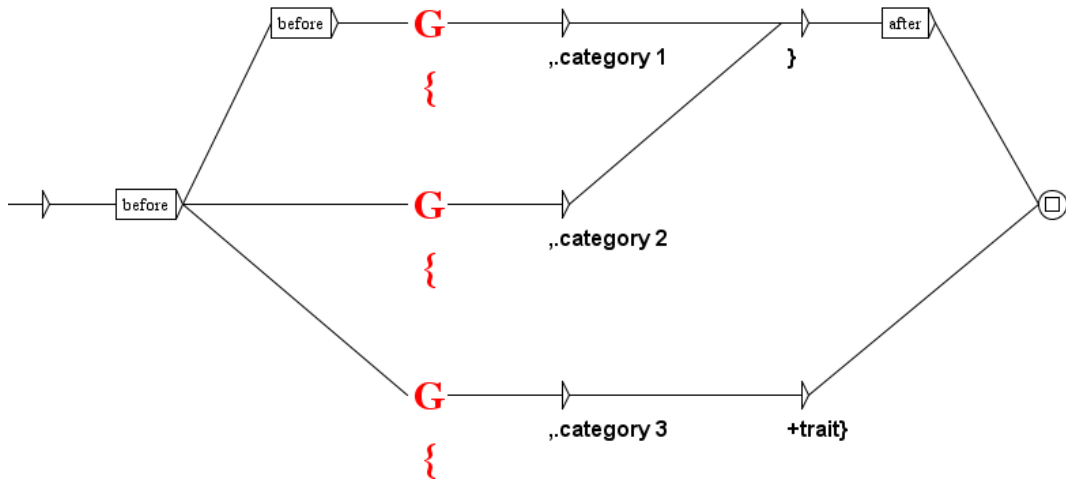 before G after
,.category 1 }
{
before G
,.category 2
{
G
,.category 3 +trait}
{